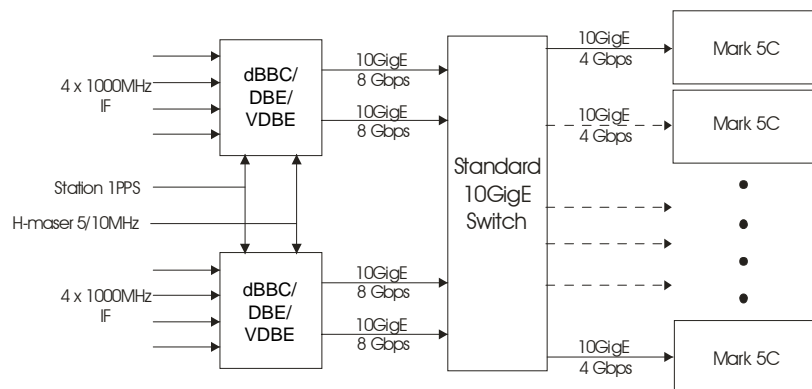 4 x 1000MHz
IF
dBBC/
DBE/
VDBE
10GigE
8 Gbps
10GigE
8 Gbps
Station 1PPS
H-maser 5/10MHz
4 x 1000MHz
IF
dBBC/
DBE/
VDBE
10GigE
8 Gbps
10GigE
8 Gbps
Standard
10GigE
Switch
10GigE
4 Gbps
Mark 5C
10GigE
4 Gbps
Mark 5C
10GigE
4 Gbps
Mark 5C